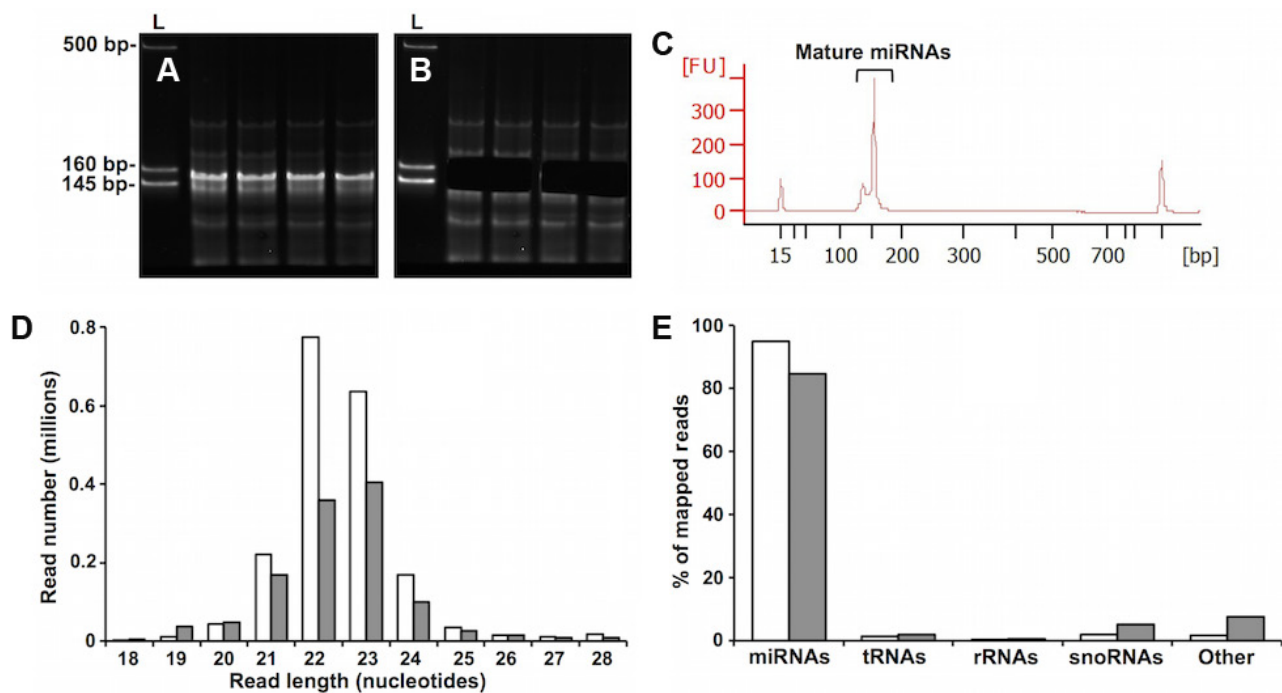 L
A
500 bp-
160 bp-
145 bp-
L
B
C
Mature miRNAs
[FU]
300
200
100
0
15 100 200 300 500 700 [bp]
D
Read number (millions)
0.8
0.6
0.4
0.2
0
18 19 20 21 22 23 24 25 26 27 28
Read length (nucleotides)
E
% of mapped reads
100
80
60
40
20
0
miRNAs tRNAs rRNAs snoRNAs Other